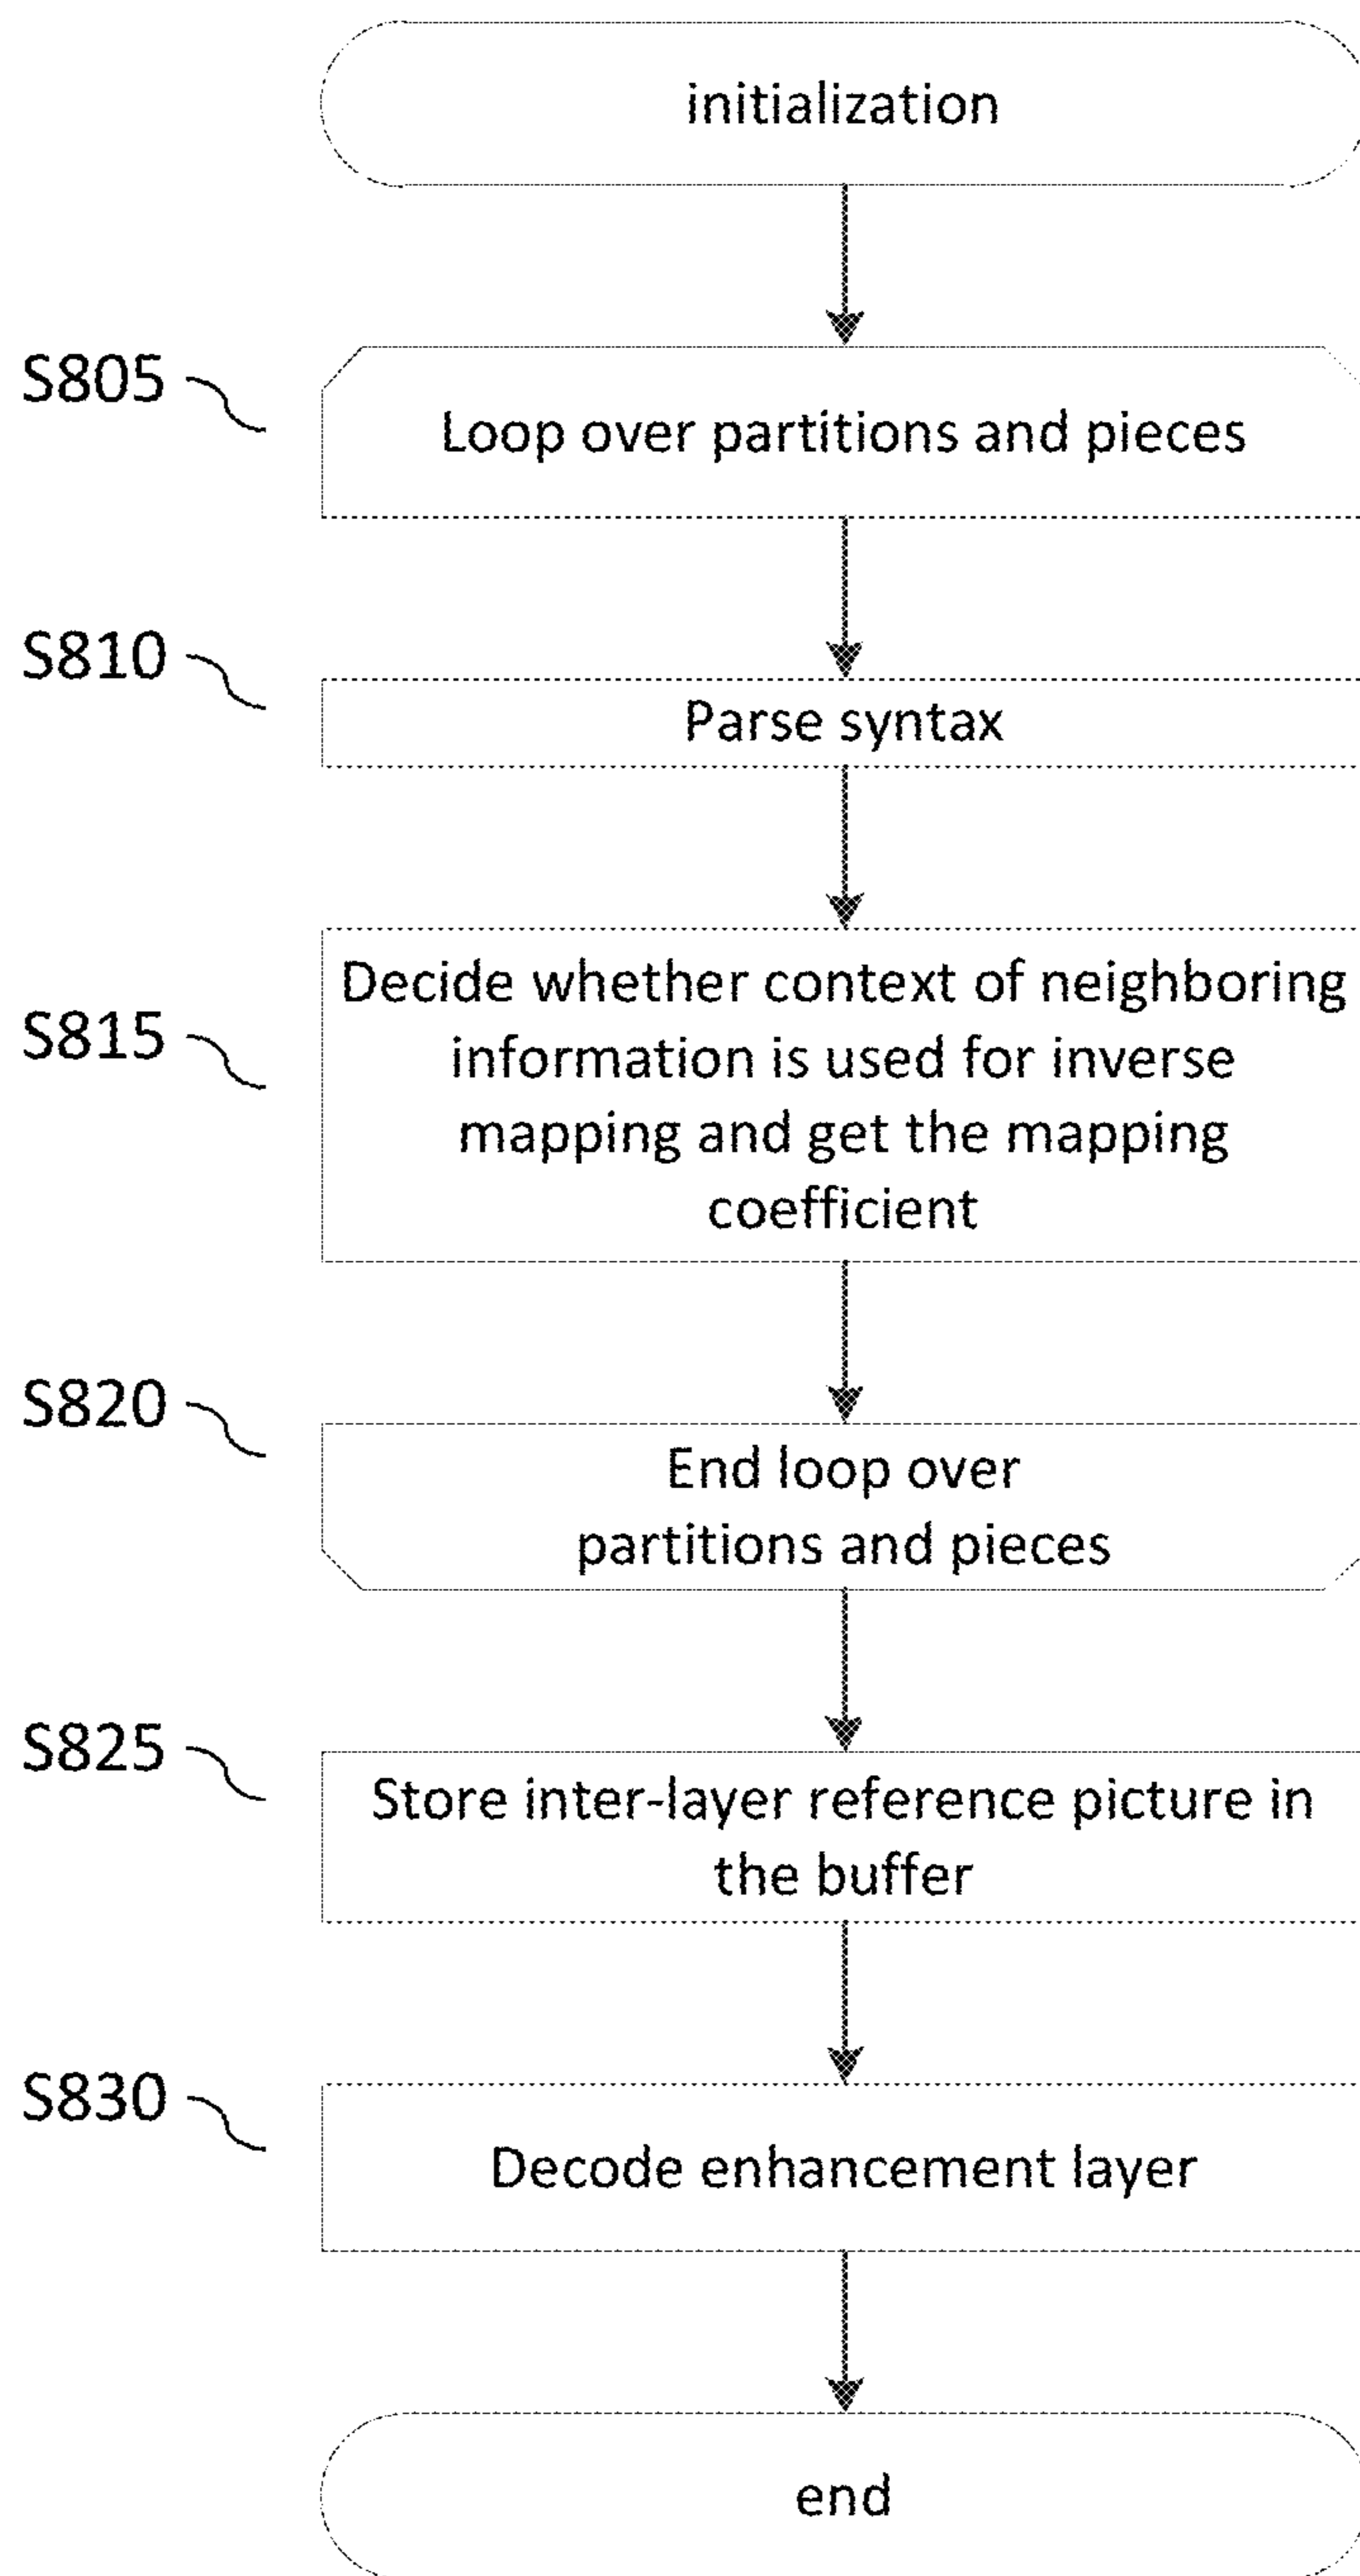 initialization
S805
Loop over partitions and pieces
S810
Parse syntax
S815
Decide whether context of neighboring
information is used for inverse
mapping and get the mapping
coefficient
S820
End loop over
partitions and pieces
S825
Store inter-layer reference picture in
the buffer
S830
Decode enhancement layer
end